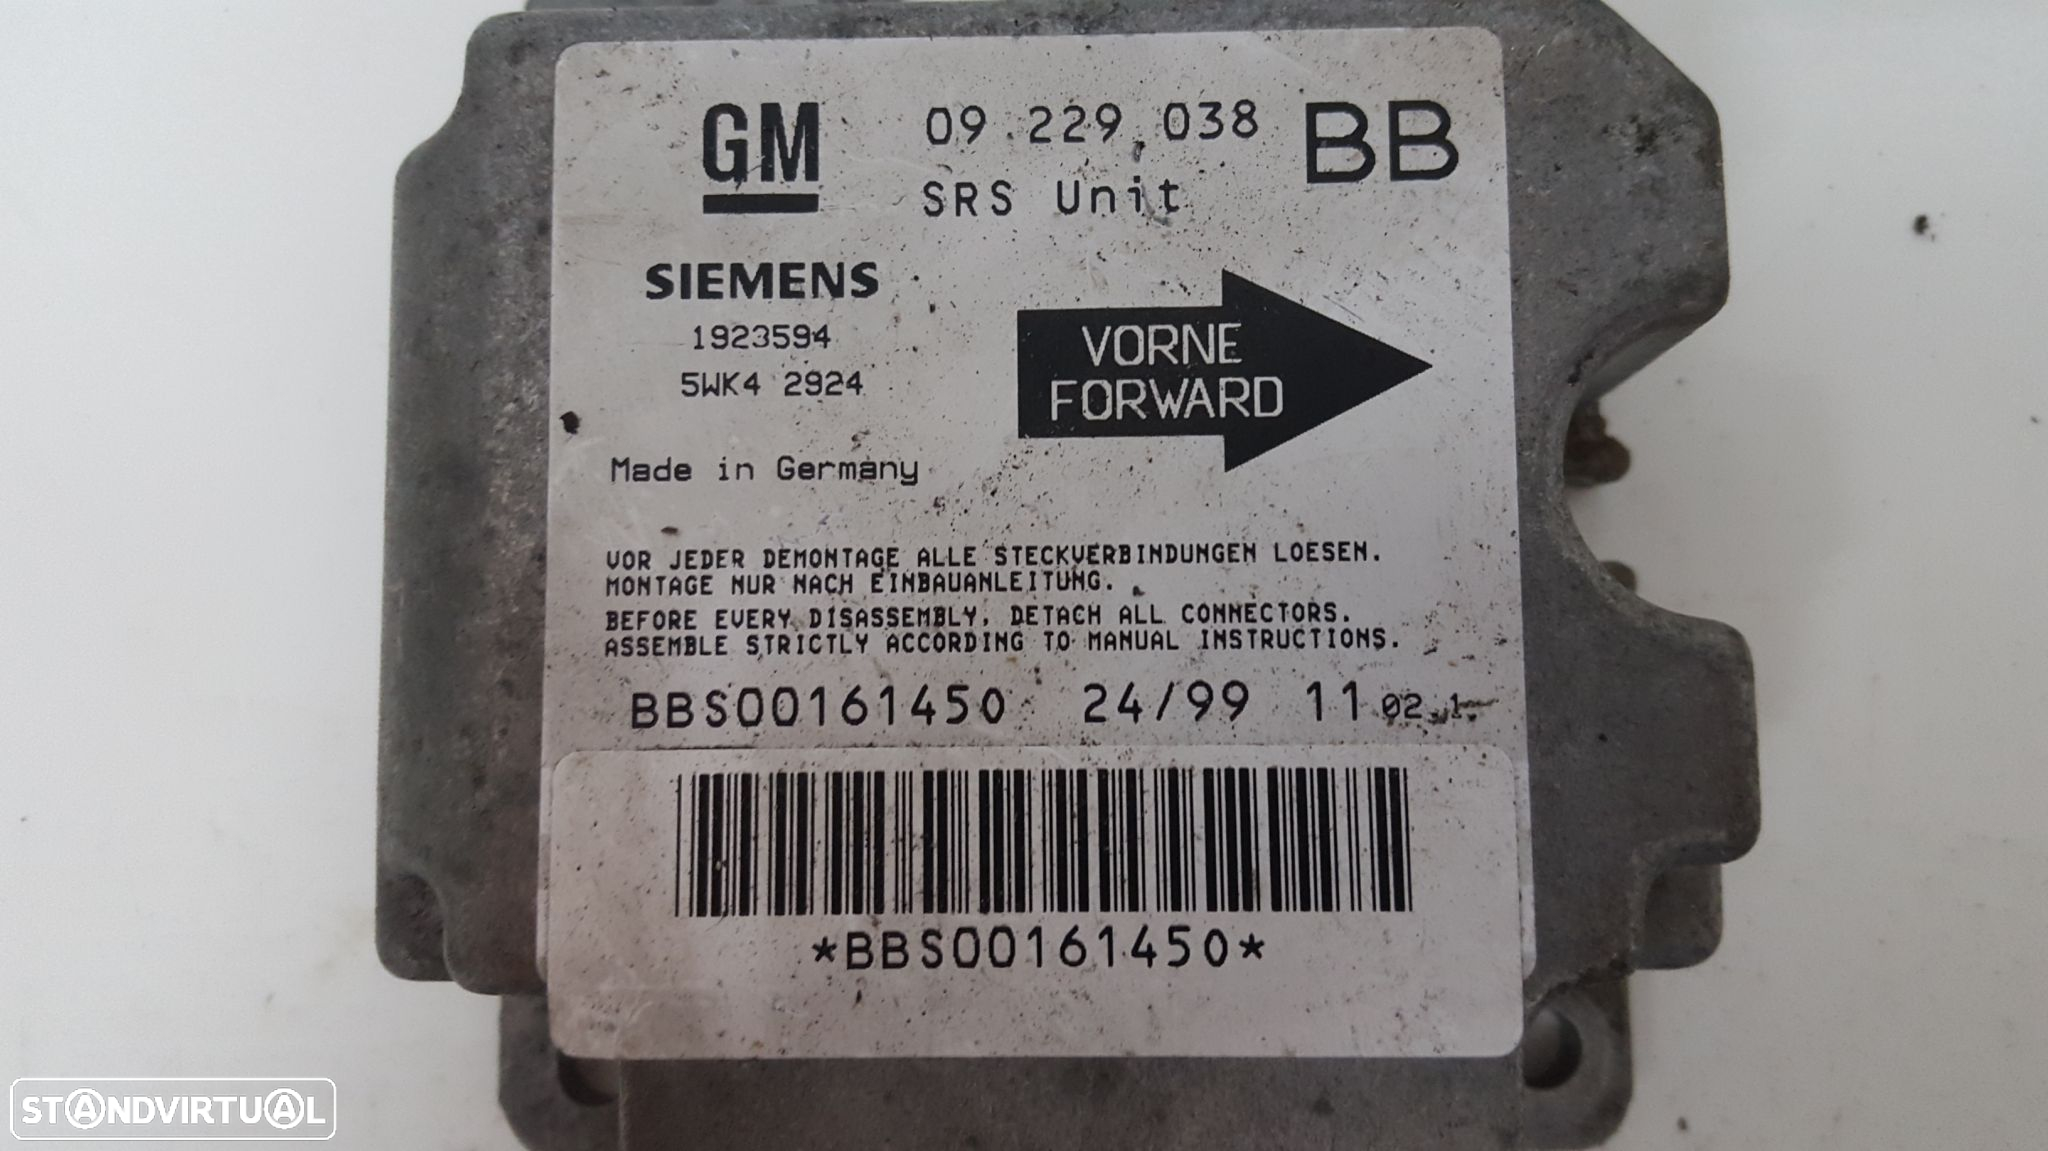 GM 09 229 038 BB
SRS Unit
SIEMENS
1923594
5WK4 2924
VORNE
FORWARD
Made in Germany
VOR JEDER DEMONTAGE ALLE STECKVERBINDUNGEN LOESEN.
MONTAGE NUR NACH EINBAUANLEITUNG.
BEFORE EVERY DISASSEMBLY, DETACH ALL CONNECTORS.
ASSEMBLE STRICTLY ACCORDING TO MANUAL INSTRUCTIONS.
BBS00161450 24/99 11 02.1
*BBS00161450*
STANDVIRTUAL